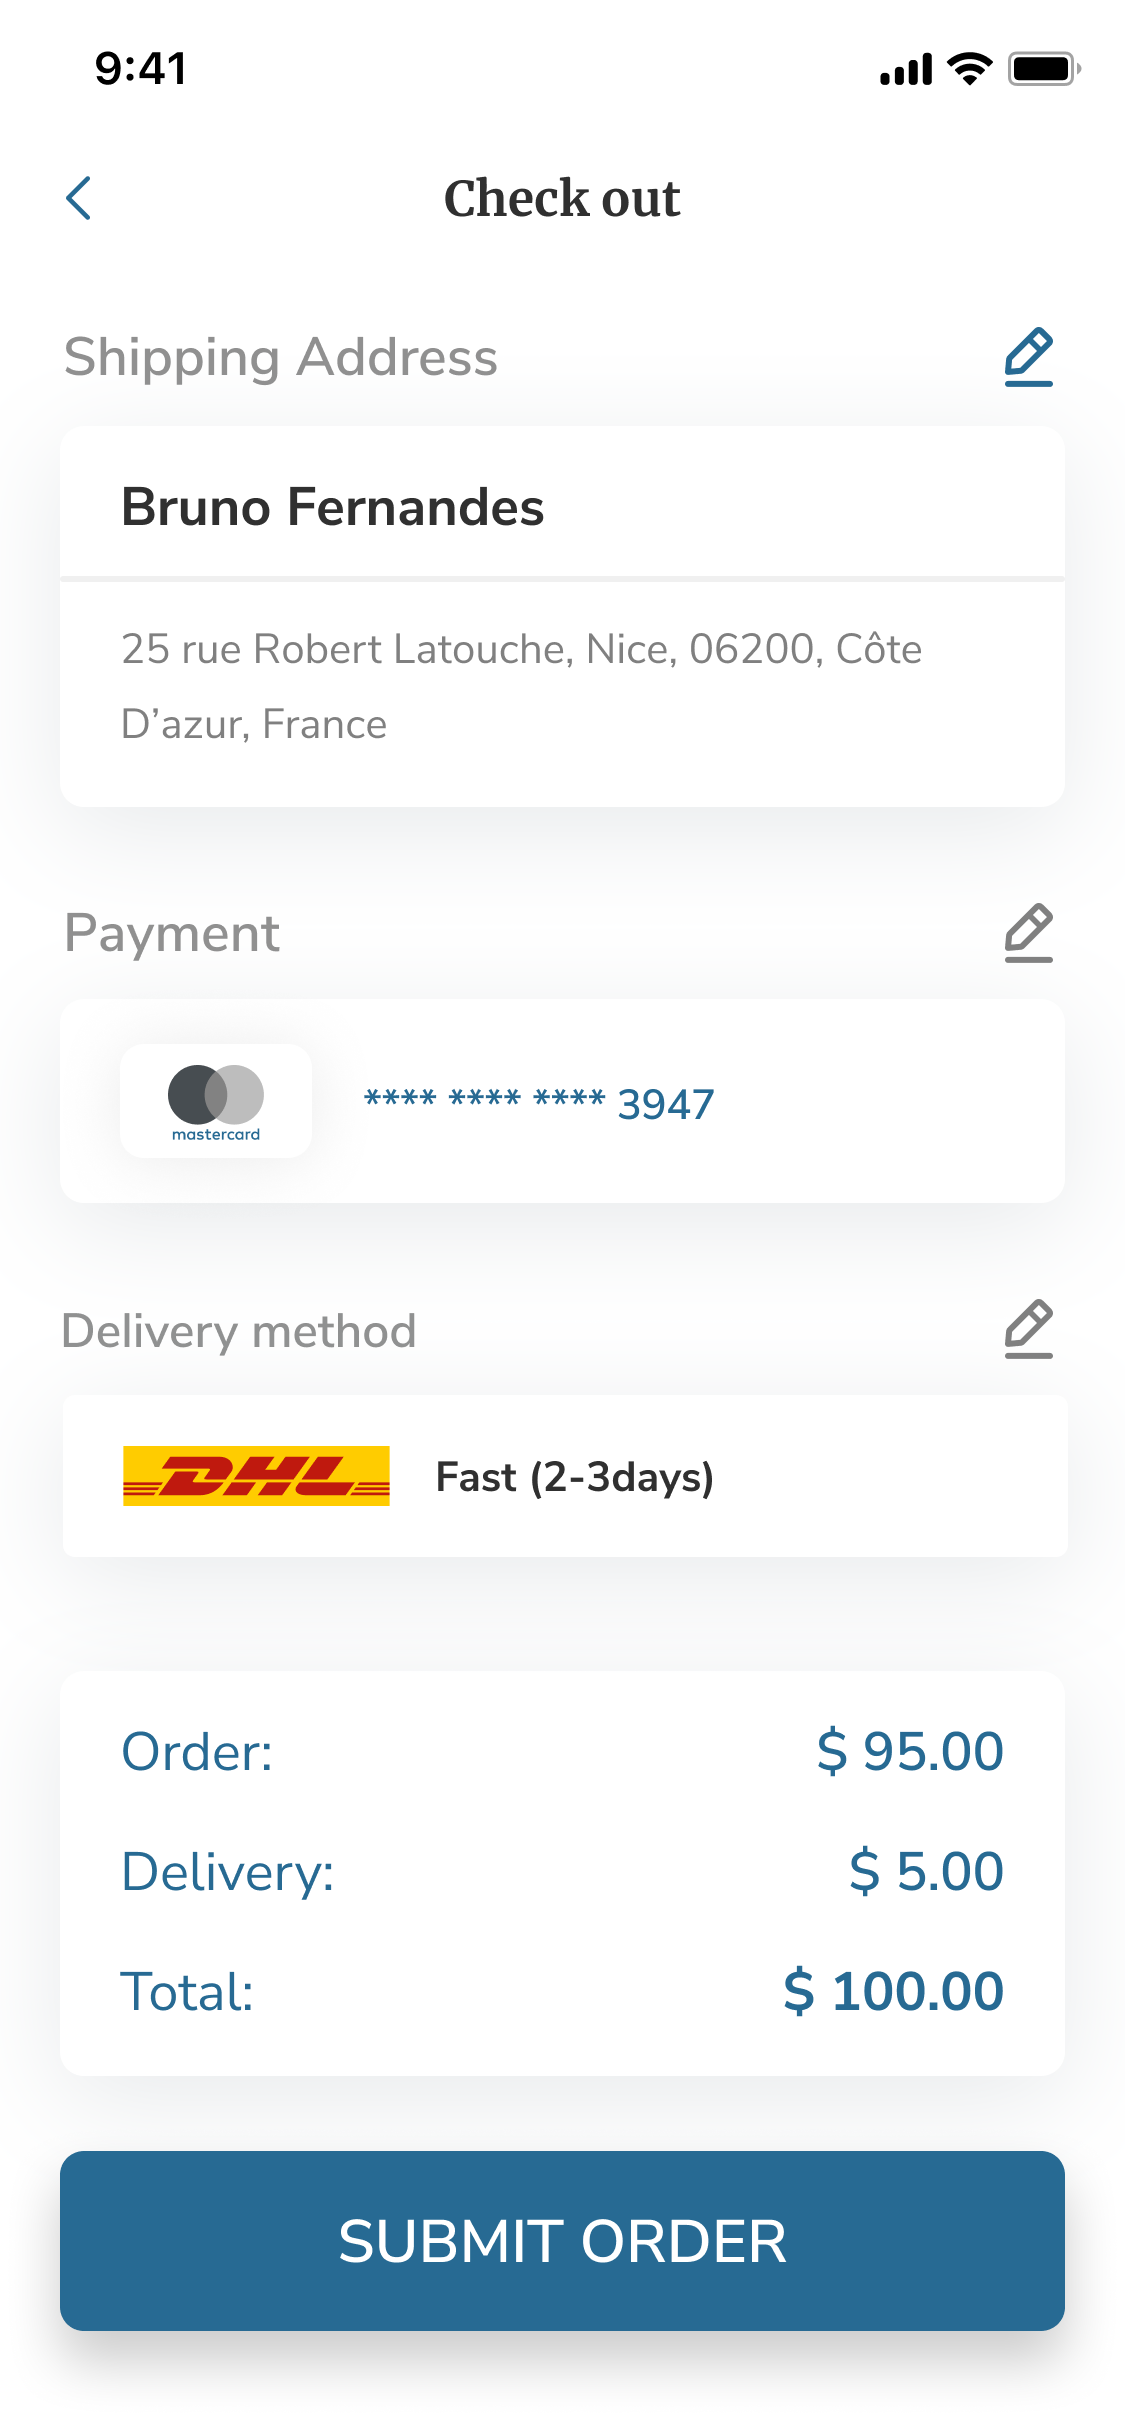 9:41
Check out
Shipping Address
Bruno Fernandes
25 rue Robert Latouche, Nice, 06200, Côte
D’azur, France
Payment
mastercard
**** **** **** 3947
Delivery method
DHL Fast (2-3days)
Order: $ 95.00
Delivery: $ 5.00
Total: $ 100.00
SUBMIT ORDER